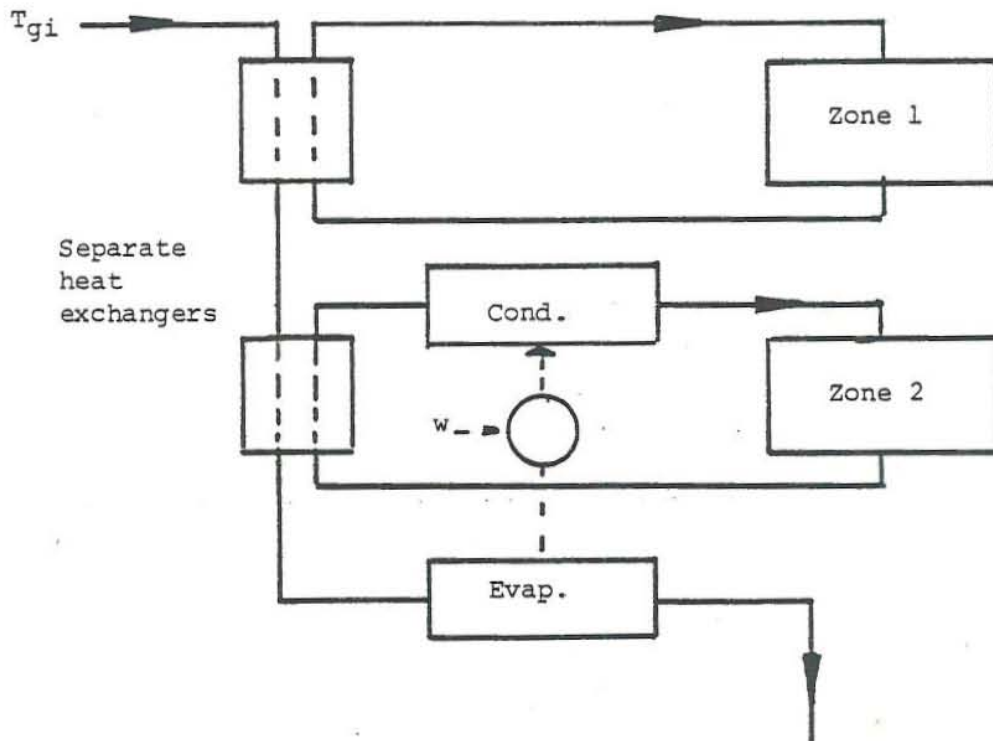 Tgi
Zone 1
Separate
heat
exchangers
Cond.
Zone 2
w
Evap.